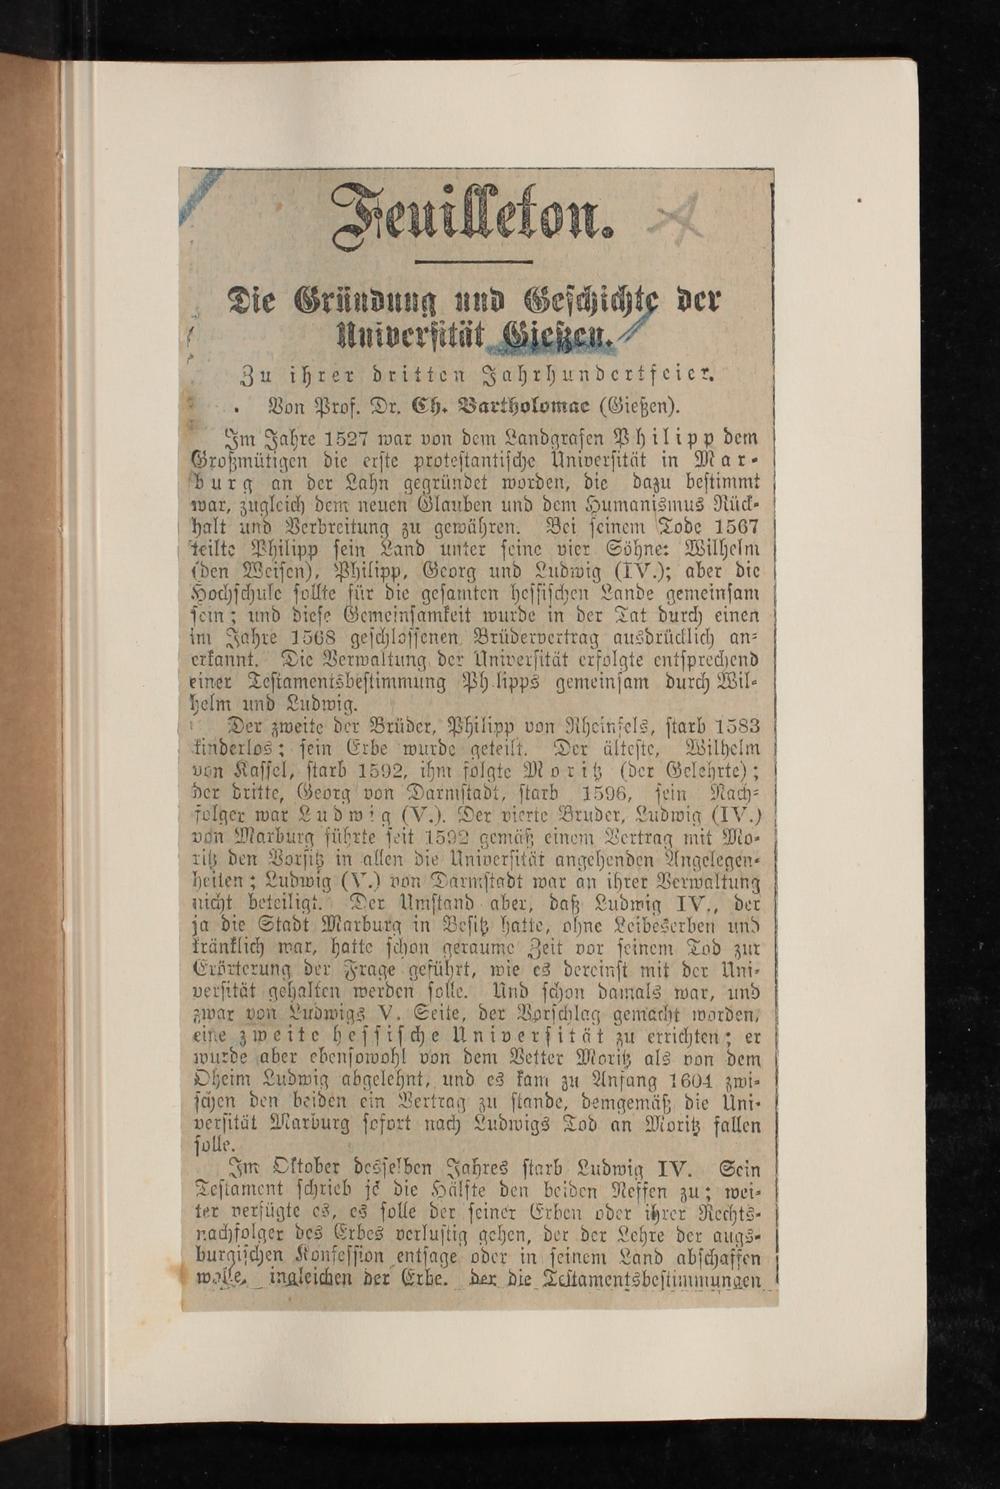 Feuilleton.
Die Gründung und Geschichte der
Universität Gießen.
Zu ihrer dritten Jahrhundertfeier.
Von Prof. Dr. Ch. Bartholomae (Gießen).
Im Jahre 1527 war von dem Landgrafen Philipp dem
Großmütigen die erste protestantische Universität in Mar-
burg an der Lahn gegründet worden, die dazu bestimmt
war, zugleich dem neuen Glauben und dem Humanismus Rück-
halt und Verbreitung zu gewähren. Bei seinem Tode 1567
teilte Philipp sein Land unter seine vier Söhne: Wilhelm
(den Weisen), Philipp, Georg und Ludwig (IV.); aber die
Hochschule sollte für die gesamten hessischen Lande gemeinsam
sein; und diese Gemeinsamkeit wurde in der Tat durch einen
im Jahre 1568 geschlossenen Brüdervertrag ausdrücklich an-
erkannt. Die Verwaltung der Universität erfolgte entsprechend
einer Testamentsbestimmung Ph lipps gemeinsam durch Wil-
helm und Ludwig.
Der zweite der Brüder, Philipp von Rheinfels, starb 1583
kinderlos; sein Erbe wurde geteilt. Der älteste, Wilhelm
von Kassel, starb 1592, ihm folgte Moritz (der Gelehrte);
der dritte, Georg von Darmstadt, starb 1596, sein Nach-
folger war Ludwig (V.). Der vierte Bruder, Ludwig (IV.)
von Marburg führte seit 1592 gemäß einem Vertrag mit Mo-
ritz den Vorsitz in allen die Universität angehenden Angelegen-
heiten; Ludwig (V.) von Darmstadt war an ihrer Verwaltung
nicht beteiligt. Der Umstand aber, daß Ludwig IV., der
ja die Stadt Marburg in Besitz hatte, ohne Leibeserben und
kränklich war, hatte schon geraume Zeit vor seinem Tod zur
Erörterung der Frage geführt, wie es dereinst mit der Uni-
versität gehalten werden solle. Und schon damals war, und
zwar von Ludwigs V. Seite, der Vorschlag gemacht worden,
eine zweite hessische Universität zu errichten; er
wurde aber ebensowohl von dem Vetter Moritz als von dem
Oheim Ludwig abgelehnt, und es kam zu Anfang 1604 zwi-
schen den beiden ein Vertrag zu stande, demgemäß die Uni-
versität Marburg sofort nach Ludwigs Tod an Moritz fallen
solle.
Im Oktober desselben Jahres starb Ludwig IV. Sein
Testament schrieb je die Hälfte den beiden Neffen zu; wei-
ter verfügte es, es solle der seiner Erben oder ihrer Rechts-
nachfolger des Erbes verlustig gehen, der der Lehre der augs-
burgischen Konfession entsage oder in seinem Land abschaffen
wolle, ingleichen der Erbe, der die Testamentsbestimmungen